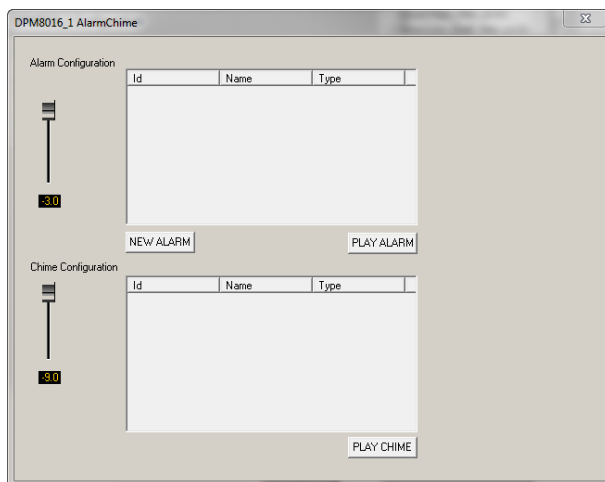 DPM8016_1 AlarmChime
Alarm Configuration
Id Name Type
-3.0
NEW ALARM PLAY ALARM
Chime Configuration
Id Name Type
-9.0
PLAY CHIME